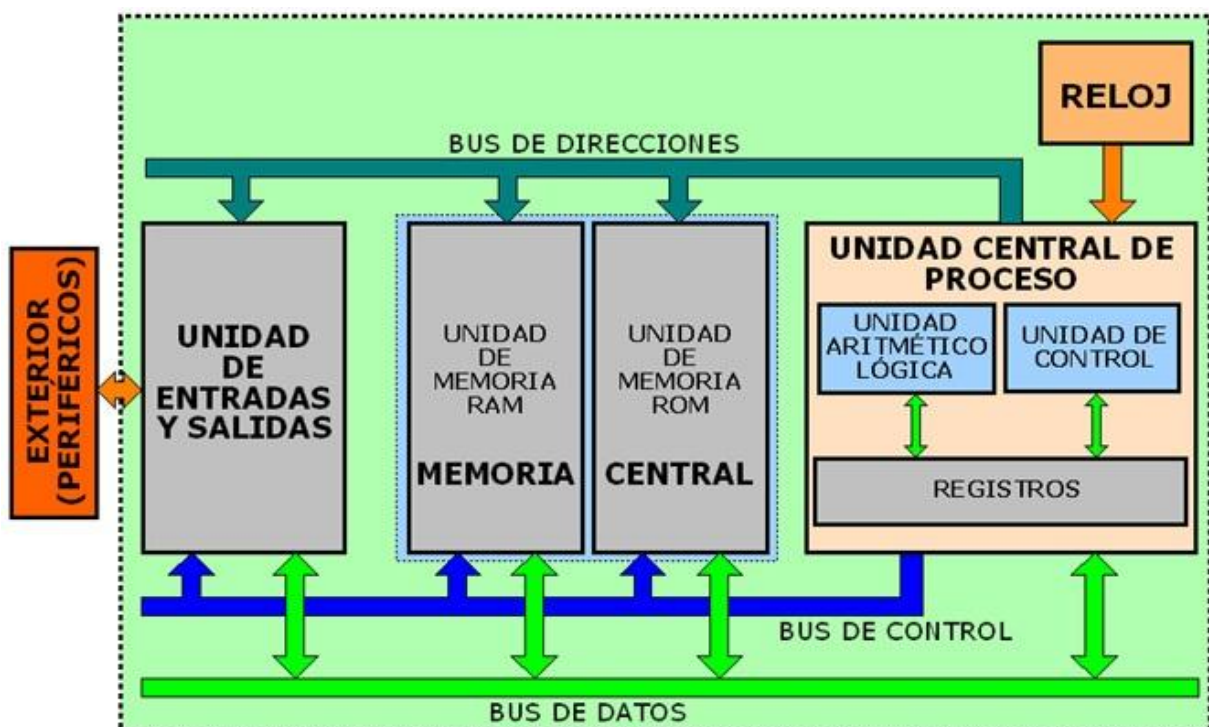 RELOJ
BUS DE DIRECCIONES
EXTERIOR
(PERIFÉRICOS)
UNIDAD
DE
ENTRADAS
Y SALIDAS
UNIDAD
DE
MEMORIA
RAM
MEMORIA
UNIDAD
DE
MEMORIA
ROM
CENTRAL
UNIDAD CENTRAL DE
PROCESO
UNIDAD
ARITMÉTICO
LÓGICA
UNIDAD DE
CONTROL
REGISTROS
BUS DE CONTROL
BUS DE DATOS